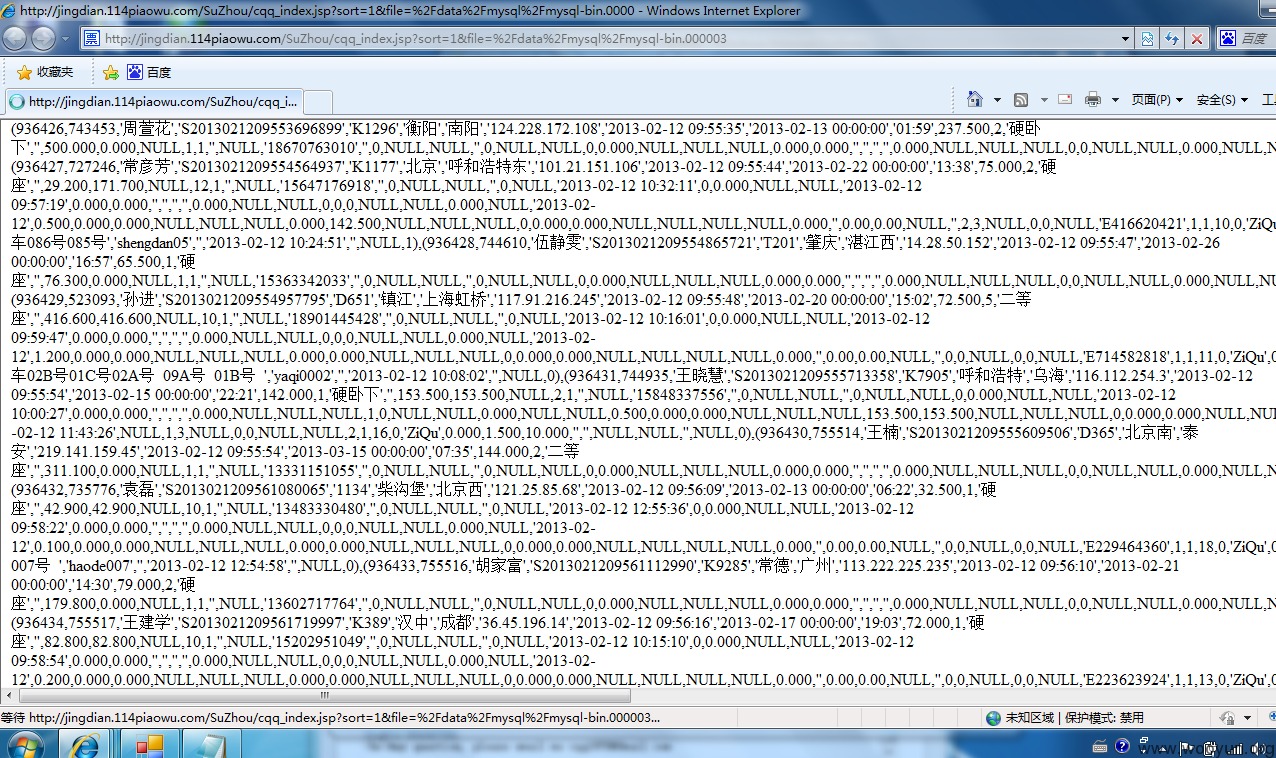 http://jingdian.114piaowu.com/SuZhou/cqq_index.jsp?sort=1&file=%2Fdata%2Fmysql%2Fmysql-bin.0000 - Windows Internet Explorer
票 http://jingdian.114piaowu.com/SuZhou/cqq_index.jsp?sort=1&file=%2Fdata%2Fmysql%2Fmysql-bin.000003 百度
收藏夹 百度
http://jingdian.114piaowu.com/SuZhou/cqq_i... 页面(P) 安全(S)
(936426,743453,'周萱花','S2013021209553696899','K1296','衡阳','南阳','124.228.172.108','2013-02-12 09:55:35','2013-02-13 00:00:00','01:59',237.500,2,'硬卧
下','',500.000,0.000,NULL,1,1,'',NULL,'18670763010','',0,NULL,NULL,'',0,NULL,NULL,0,0.000,NULL,NULL,NULL,NULL,0.000,0.000,'','','','',0.000,NULL,NULL,NULL,NULL,0,0,NULL,NULL,0.000,NULL,N
(936427,727246,'常彦芳','S2013021209554564937','K1177','北京','呼和浩特东','101.21.151.106','2013-02-12 09:55:44','2013-02-22 00:00:00','13:38',75.000,2,'硬
座','',29.200,171.700,NULL,12,1,'',NULL,'15647176918','',0,NULL,NULL,'',0,NULL,'2013-02-12 10:32:11',0,0.000,NULL,NULL,'2013-02-12
09:57:19',0.000,0.000,'','','','',0.000,NULL,NULL,0,0,0,NULL,NULL,0.000,NULL,'2013-02-
12',0.500,0.000,0.000,NULL,NULL,NULL,NULL,0.000,142.500,NULL,NULL,NULL,NULL,0.000,0.000,NULL,NULL,NULL,NULL,0.000,'',0.00,0.00,NULL,'',2,3,NULL,0,0,NULL,'E416620421',1,1,10,0,'ZiQu
车086号085号','shengdan05','','2013-02-12 10:24:51','',NULL,1),(936428,744610,'伍静雯','S2013021209554865721','T201','肇庆','湛江西','14.28.50.152','2013-02-12 09:55:47','2013-02-26
00:00:00','16:57',65.500,1,'硬
座','',76.300,0.000,NULL,1,1,'',NULL,'15363342033','',0,NULL,NULL,'',0,NULL,NULL,0,0.000,NULL,NULL,NULL,NULL,0.000,0.000,'','','','',0.000,NULL,NULL,NULL,NULL,0,0,NULL,NULL,0.000,NULL,NU
(936429,523093,'孙进','S2013021209554957795','D651','镇江','上海虹桥','117.91.216.245','2013-02-12 09:55:48','2013-02-20 00:00:00','15:02',72.500,5,'二等
座','',416.600,416.600,NULL,10,1,'',NULL,'18901445428','',0,NULL,NULL,'',0,NULL,'2013-02-12 10:16:01',0,0.000,NULL,NULL,'2013-02-12
09:59:47',0.000,0.000,'','','','',0.000,NULL,NULL,0,0,0,NULL,NULL,0.000,NULL,'2013-02-
12',1.200,0.000,0.000,NULL,NULL,NULL,NULL,0.000,0.000,NULL,NULL,NULL,NULL,0,0.000,0.000,NULL,NULL,NULL,NULL,0.000,'',0.00,0.00,NULL,'',0,0,NULL,0,0,NULL,'E714582818',1,1,11,0,'ZiQu',0
车02B号01C号02A号 09A号 01B号 ','yaqi0002','','2013-02-12 10:08:02','',NULL,0),(936431,744935,'王晓慧','S2013021209555713358','K7905','呼和浩特','乌海','116.112.254.3','2013-02-12
09:55:54','2013-02-15 00:00:00','22:21',142.000,1,'硬卧下','',153.500,153.500,NULL,2,1,'',NULL,'15848337556','',0,NULL,NULL,'',0,NULL,NULL,0,0.000,NULL,NULL,'2013-02-12
10:00:27',0.000,0.000,'','','','',0.000,NULL,NULL,NULL,1,0,NULL,NULL,0.000,NULL,NULL,0.500,0.000,0.000,NULL,NULL,NULL,NULL,153.500,153.500,NULL,NULL,NULL,NULL,0.000,0.000,NULL,NU
-02-12 11:43:26',NULL,1,3,NULL,0,0,NULL,NULL,2,1,16,0,'ZiQu',0.000,1.500,10.000,'','',NULL,NULL,'',NULL,0),(936430,755514,'王楠','S2013021209555609506','D365','北京南','泰
安','219.141.159.45','2013-02-12 09:55:54','2013-03-15 00:00:00','07:35',144.000,2,'二等
座','',311.100,0.000,NULL,1,1,'',NULL,'13331151055','',0,NULL,NULL,'',0,NULL,NULL,0,0.000,NULL,NULL,NULL,NULL,0.000,0.000,'','','','',0.000,NULL,NULL,NULL,NULL,0,0,NULL,NULL,0.000,NULL,N
(936432,735776,'袁磊','S2013021209561080065','1134','柴沟堡','北京西','121.25.85.68','2013-02-12 09:56:09','2013-02-13 00:00:00','06:22',32.500,1,'硬
座','',42.900,42.900,NULL,10,1,'',NULL,'13483330480','',0,NULL,NULL,'',0,NULL,'2013-02-12 12:55:36',0,0.000,NULL,NULL,'2013-02-12
09:58:22',0.000,0.000,'','','','',0.000,NULL,NULL,0,0,0,NULL,NULL,0.000,NULL,'2013-02-
12',0.100,0.000,0.000,NULL,NULL,NULL,NULL,0.000,0.000,NULL,NULL,NULL,NULL,0.000,0.000,NULL,NULL,NULL,NULL,0.000,'',0.00,0.00,NULL,'',0,0,NULL,0,0,NULL,'E229464360',1,1,18,0,'ZiQu',0
007号 ','haode007','','2013-02-12 12:54:58','',NULL,0),(936433,755516,'胡家富','S2013021209561112990','K9285','常德','广州','113.222.225.235','2013-02-12 09:56:10','2013-02-21
00:00:00','14:30',79.000,2,'硬
座','',179.800,0.000,NULL,1,1,'',NULL,'13602717764','',0,NULL,NULL,'',0,NULL,NULL,0,0.000,NULL,NULL,NULL,NULL,0.000,0.000,'','','','',0.000,NULL,NULL,NULL,NULL,0,0,NULL,NULL,0.000,NULL,N
(936434,755517,'王建学','S2013021209561719997','K389','汉中','成都','36.45.196.14','2013-02-12 09:56:16','2013-02-17 00:00:00','19:03',72.000,1,'硬
座','',82.800,82.800,NULL,10,1,'',NULL,'15202951049','',0,NULL,NULL,'',0,NULL,'2013-02-12 10:15:10',0,0.000,NULL,NULL,'2013-02-12
09:58:54',0.000,0.000,'','','','',0.000,NULL,NULL,0,0,0,NULL,NULL,0.000,NULL,'2013-02-
12',0.200,0.000,0.000,NULL,NULL,NULL,NULL,0.000,0.000,NULL,NULL,NULL,NULL,0.000,0.000,NULL,NULL,NULL,NULL,0.000,'',0.00,0.00,NULL,'',0,0,NULL,0,0,NULL,'E223623924',1,1,13,0,'ZiQu',0
等待 http://jingdian.114piaowu.com/SuZhou/cqq_index.jsp?sort=1&file=%2Fdata%2Fmysql%2Fmysql-bin.000003... 未知区域 | 保护模式: 禁用